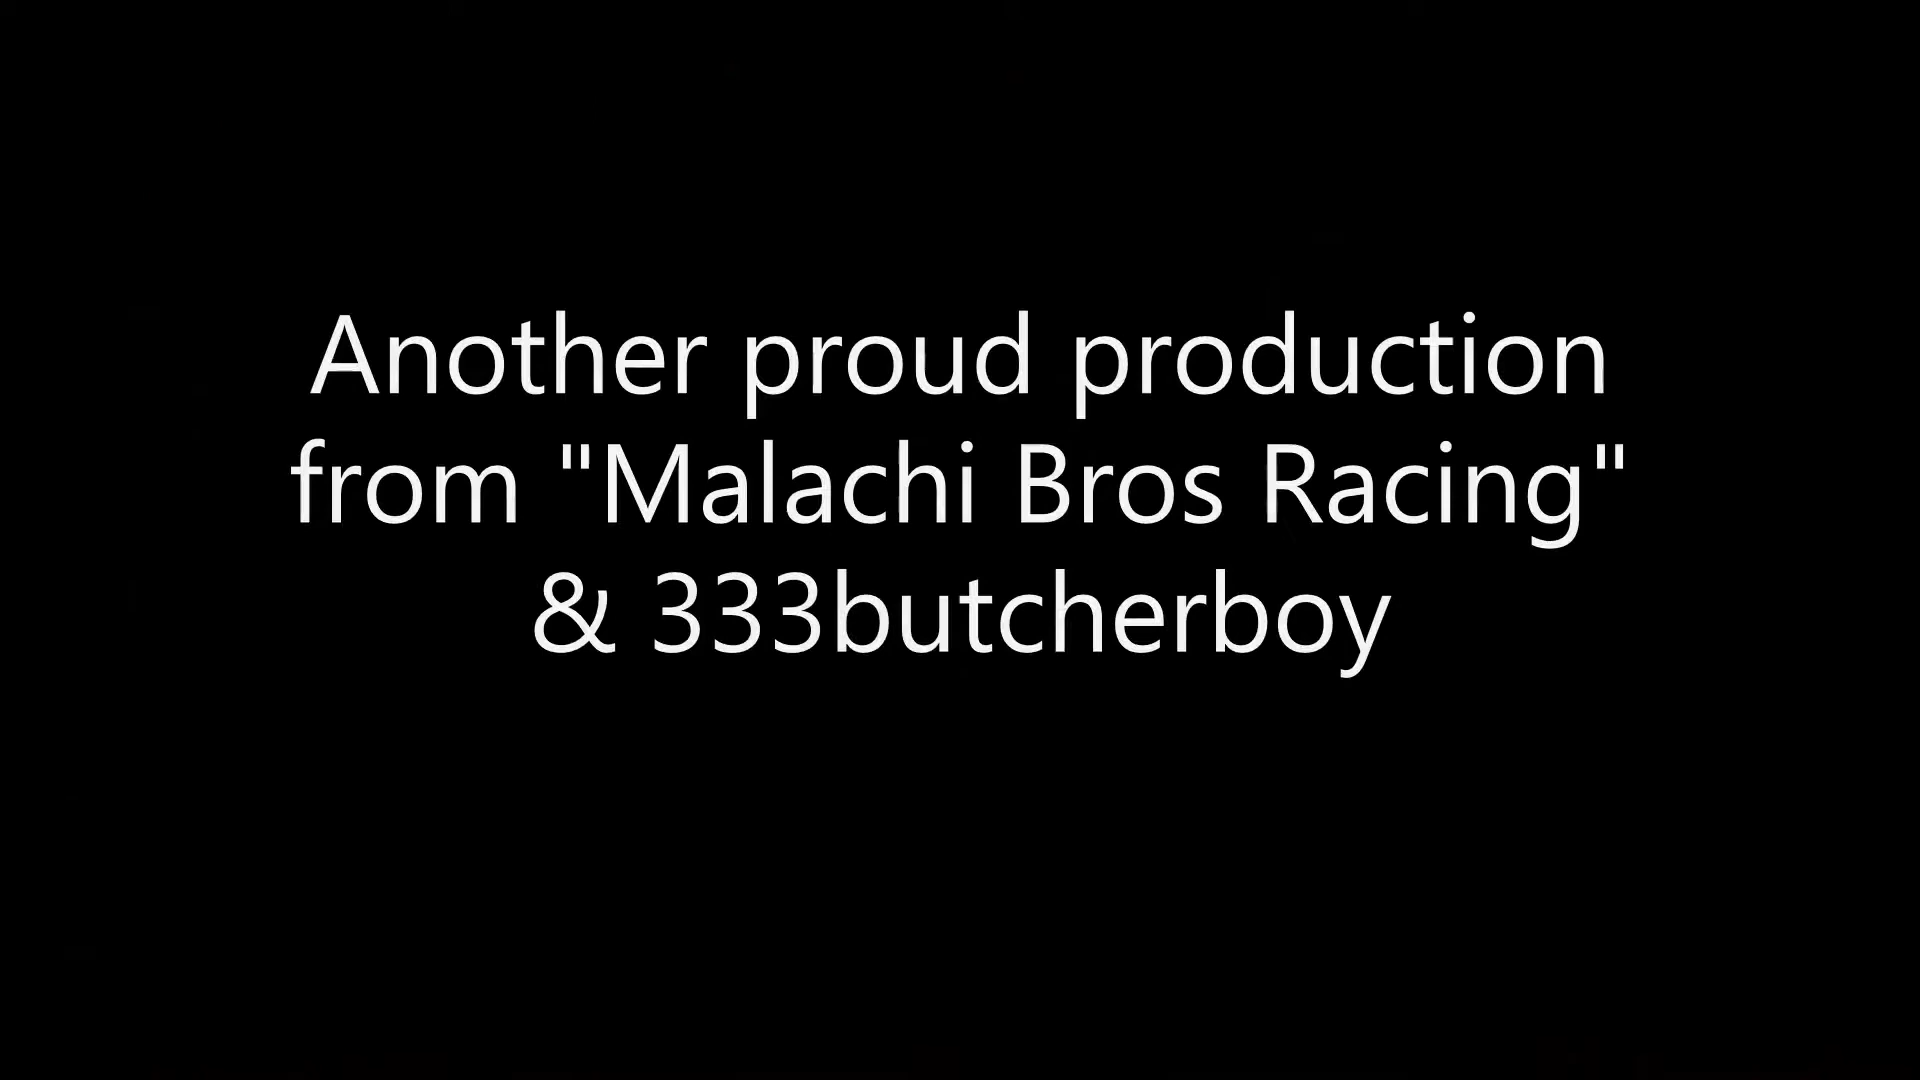 Another proud production
from "Malachi Bros Racing"
& 333butcherboy